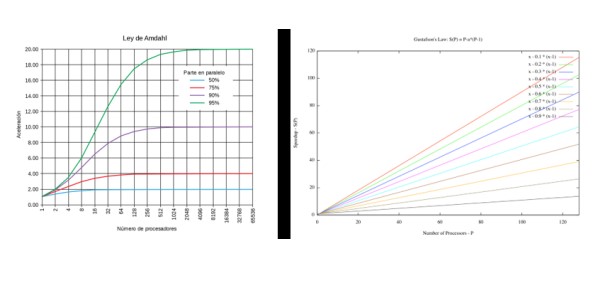 Ley de Amdahl
20.00
18.00
16.00
14.00
12.00
10.00
8.00
6.00
4.00
2.00
0.00
Aceleración
Parte en paralelo
50%
75%
90%
95%
1
2
4
8
16
32
64
128
256
512
1024
2048
4096
8192
16384
32768
65536
Número de procesadores
Gustafson's Law: S(P) = P-a*(P-1)
120
100
80
60
40
20
0
Speedup - S(P)
x - 0.1 * (x-1)
x - 0.2 * (x-1)
x - 0.3 * (x-1)
x - 0.4 * (x-1)
x - 0.5 * (x-1)
x - 0.6 * (x-1)
x - 0.7 * (x-1)
x - 0.8 * (x-1)
x - 0.9 * (x-1)
0
20
40
60
80
100
120
Number of Processors - P